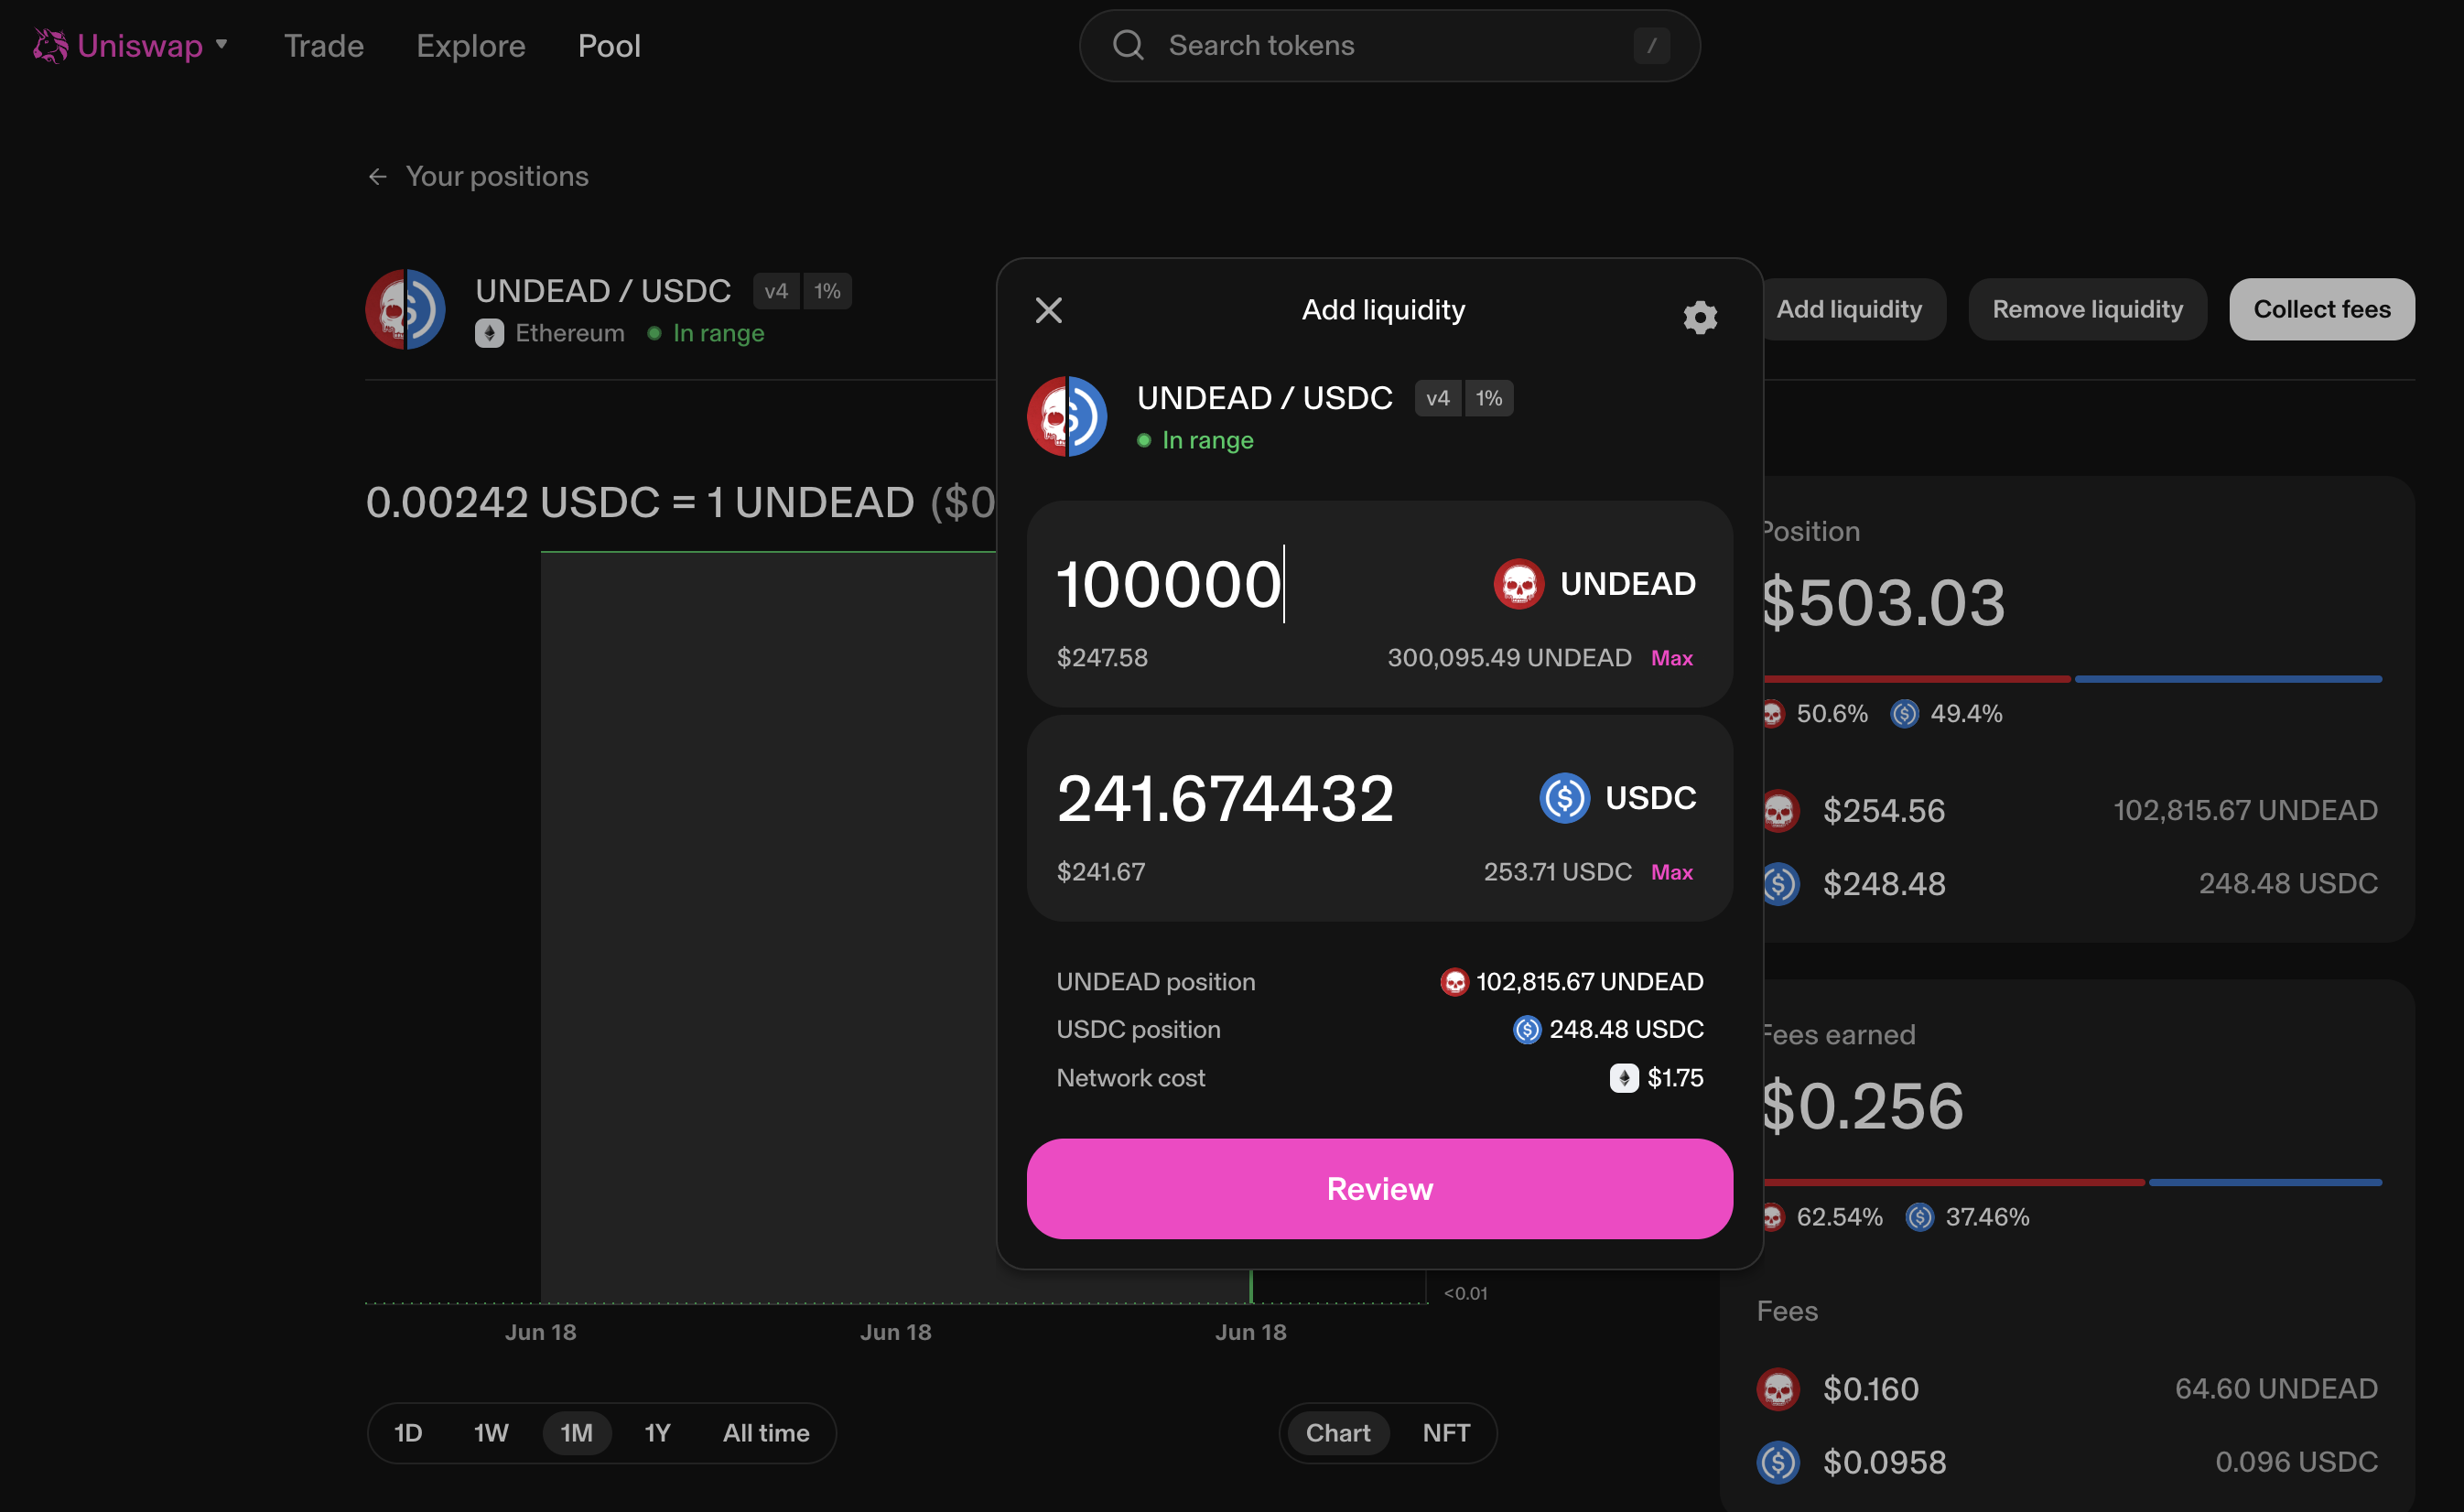 Uniswap Trade Explore Pool Search tokens /
Your positions
UNDEAD / USDC v4 1%
Ethereum In range
Add liquidity
UNDEAD / USDC v4 1%
In range
Add liquidity Remove liquidity Collect fees
0.00242 USDC = 1 UNDEAD ($0
100000 UNDEAD
$247.58 300,095.49 UNDEAD Max
241.674432 USDC
$241.67 253.71 USDC Max
UNDEAD position 102,815.67 UNDEAD
USDC position 248.48 USDC
Network cost $1.75
Review
Position
$503.03
50.6% 49.4%
$254.56 102,815.67 UNDEAD
$248.48 248.48 USDC
Fees earned
$0.256
62.54% 37.46%
Fees
$0.160 64.60 UNDEAD
$0.0958 0.096 USDC
<0.01
Jun 18 Jun 18 Jun 18
1D 1W 1M 1Y All time Chart NFT